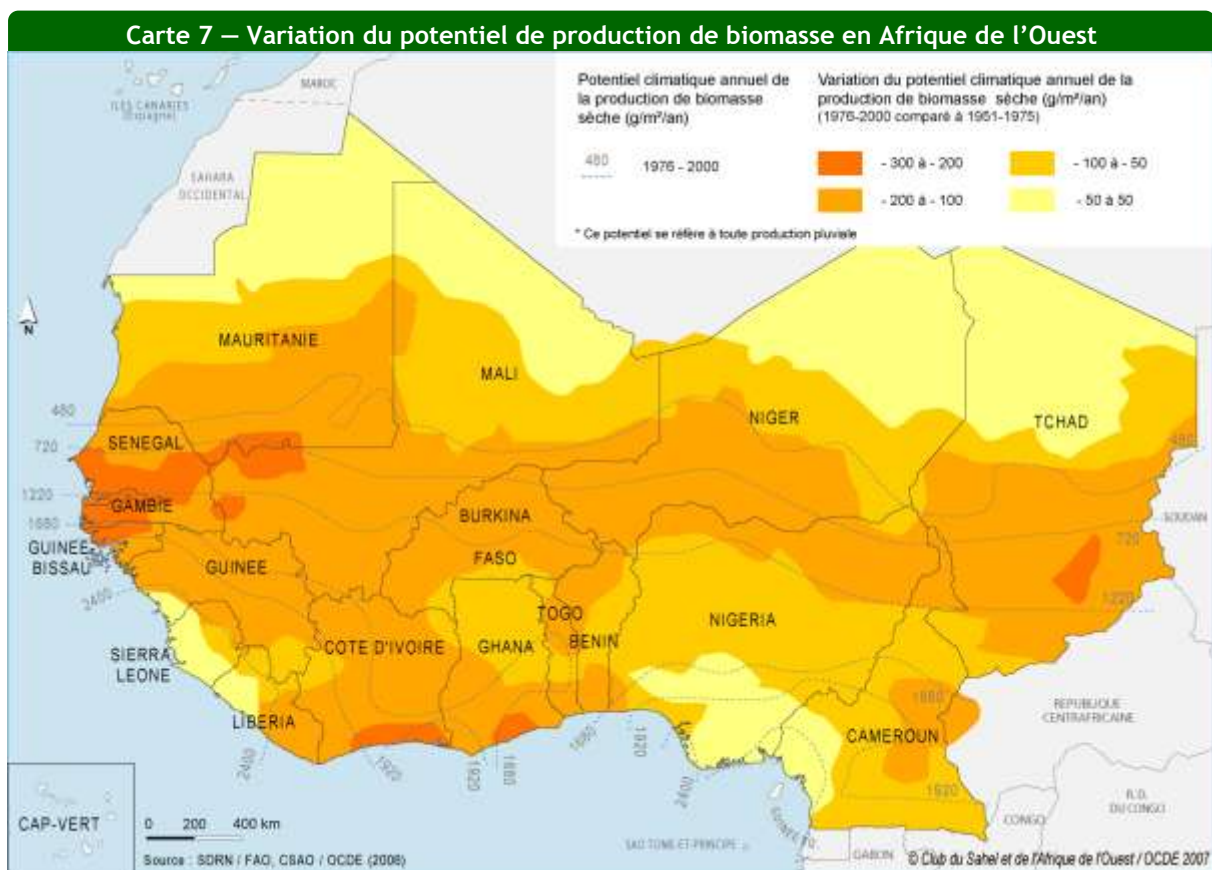 Carte 7 — Variation du potentiel de production de biomasse en Afrique de l'Ouest
Potentiel climatique annuel de
la production de biomasse
sèche (g/m²/an)
480
1976 - 2000
Variation du potentiel climatique annuel de la
production de biomasse sèche (g/m²/an)
(1976-2000 comparé à 1951-1975)
- 300 à - 200
- 100 à - 50
- 200 à - 100
- 50 à 50
* Ce potentiel se réfère à toute production pluviale
MAROC
ILES CANARIES
(Espagne)
SAHARA
OCCIDENTAL
N
MAURITANIE
MALI
NIGER
TCHAD
480
480
SENEGAL
720
1220
GAMBIE
1680
BURKINA
FASO
SOUDAN
720
GUINEE
BISSAU
GUINEE
2400
1220
TOGO
NIGERIA
COTE D'IVOIRE
GHANA
BENIN
SIERRA
LEONE
1680
REPUBLIQUE
CENTRAFRICAINE
LIBERIA
CAMEROUN
2400
1920
1920
1680
1680
1920
2400
1920
R.D.
DU CONGO
CONGO
CAP-VERT
0 200 400 km
SAO TOME-ET-PRINCIPE
GABON
Source : SDRN / FAO, CSAO / OCDE (2006)
© Club du Sahel et de l'Afrique de l'Ouest / OCDE 2007